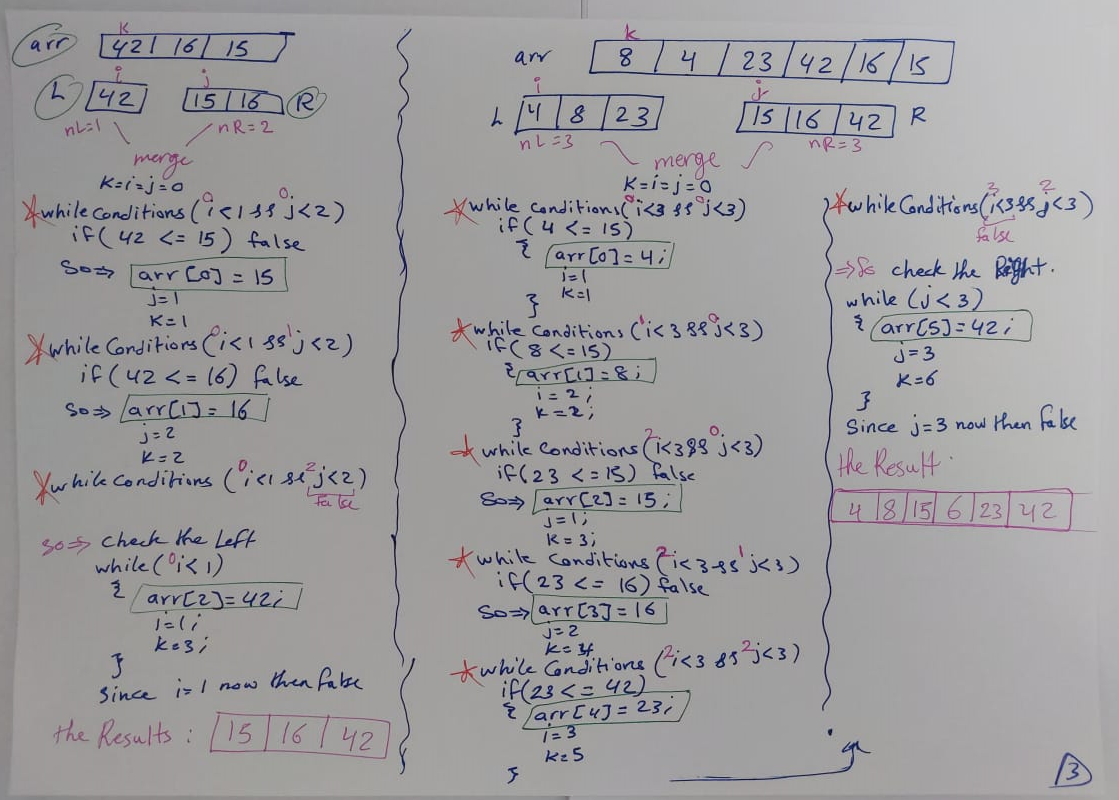 k
arr 42 16 15
i j
L 42 15 16 R
nL=1 nR=2
merge
k=i=j=0
while conditions (0 i<1 && 0 j<2)
if (42 <= 15) false
So ⇒ arr[0] = 15
j=1
k=1
while conditions (0 i<1 && 1 j<2)
if (42 <= 16) false
So ⇒ arr[1] = 16
j=2
k=2
while conditions (0 i<1 && 2 j<2)
false
so ⇒ check the Left
while (0 i<1)
{ arr[2]=42;
i=1;
k=3;
}
Since i=1 now then false
the Results : 15 16 42
k
arr 8 4 23 42 16 15
i j
L 4 8 23 15 16 42 R
nL=3 nR=3
merge
k=i=j=0
while conditions (0 i<3 && 0 j<3)
if (4 <= 15)
{ arr[0]=4;
i=1
k=1
}
while conditions (1 i<3 && 0 j<3)
if (8 <= 15)
{ arr[1]=8;
i=2;
k=2;
}
while conditions (2 i<3 && 0 j<3)
if (23 <= 15) false
So ⇒ arr[2] = 15;
j=1;
k=3;
while conditions (2 i<3 && 1 j<3)
if (23 <= 16) false
So ⇒ arr[3]=16
j=2
k=4
while conditions (2 i<3 && 2 j<3)
if (23 <= 42)
{ arr[4]=23;
i=3
k=5
}
while conditions (3 i<3 && 2 j<3)
false
⇒ So check the Right.
while (j<3)
{ arr[5]=42;
j=3
k=6
}
Since j=3 now then false
the Result.
4 8 15 6 23 42
3